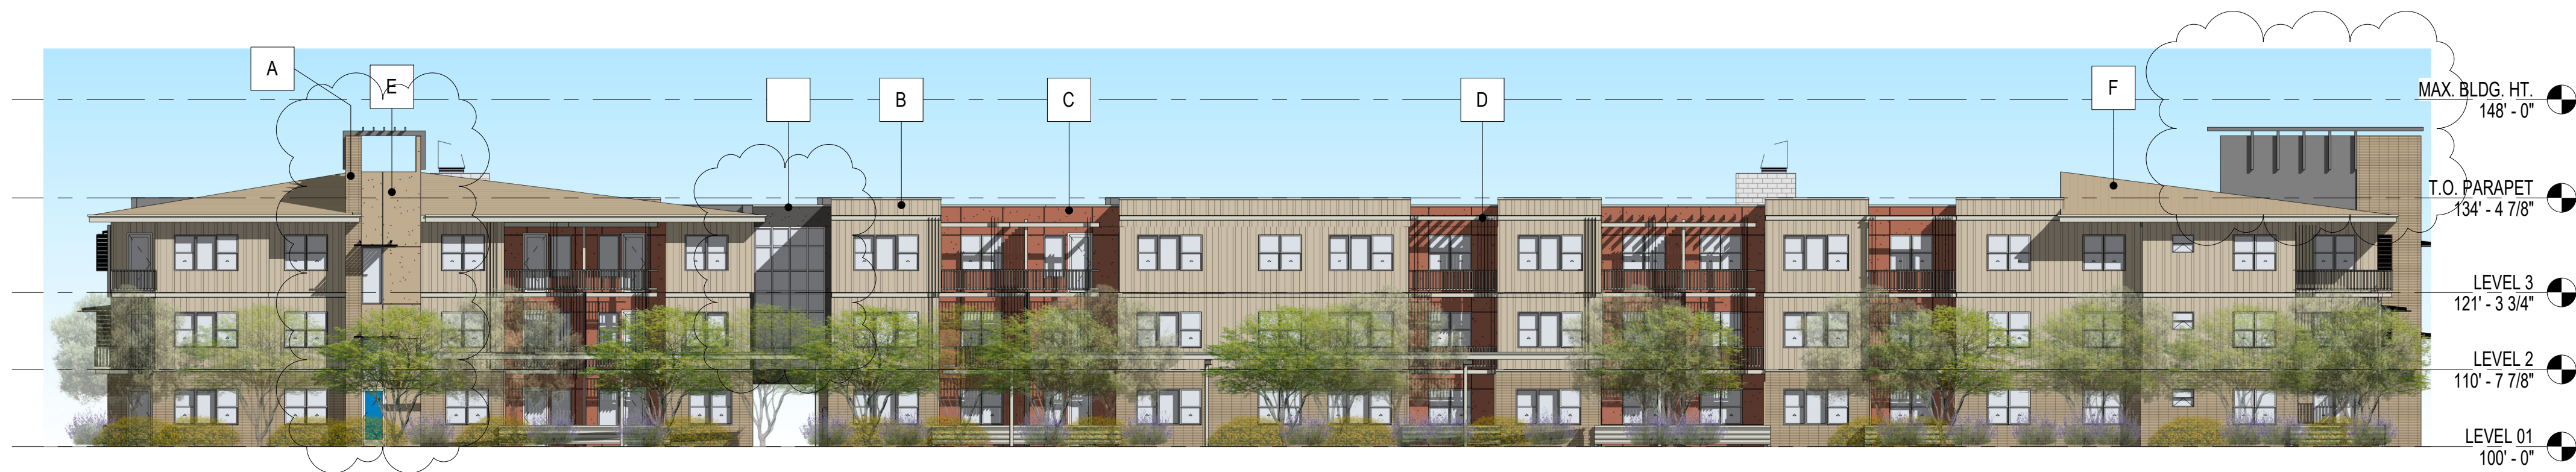 A
E
B
C
D
F
MAX. BLDG. HT.
148' - 0"
T.O. PARAPET
134' - 4 7/8"
LEVEL 3
121' - 3 3/4"
LEVEL 2
110' - 7 7/8"
LEVEL 01
100' - 0"